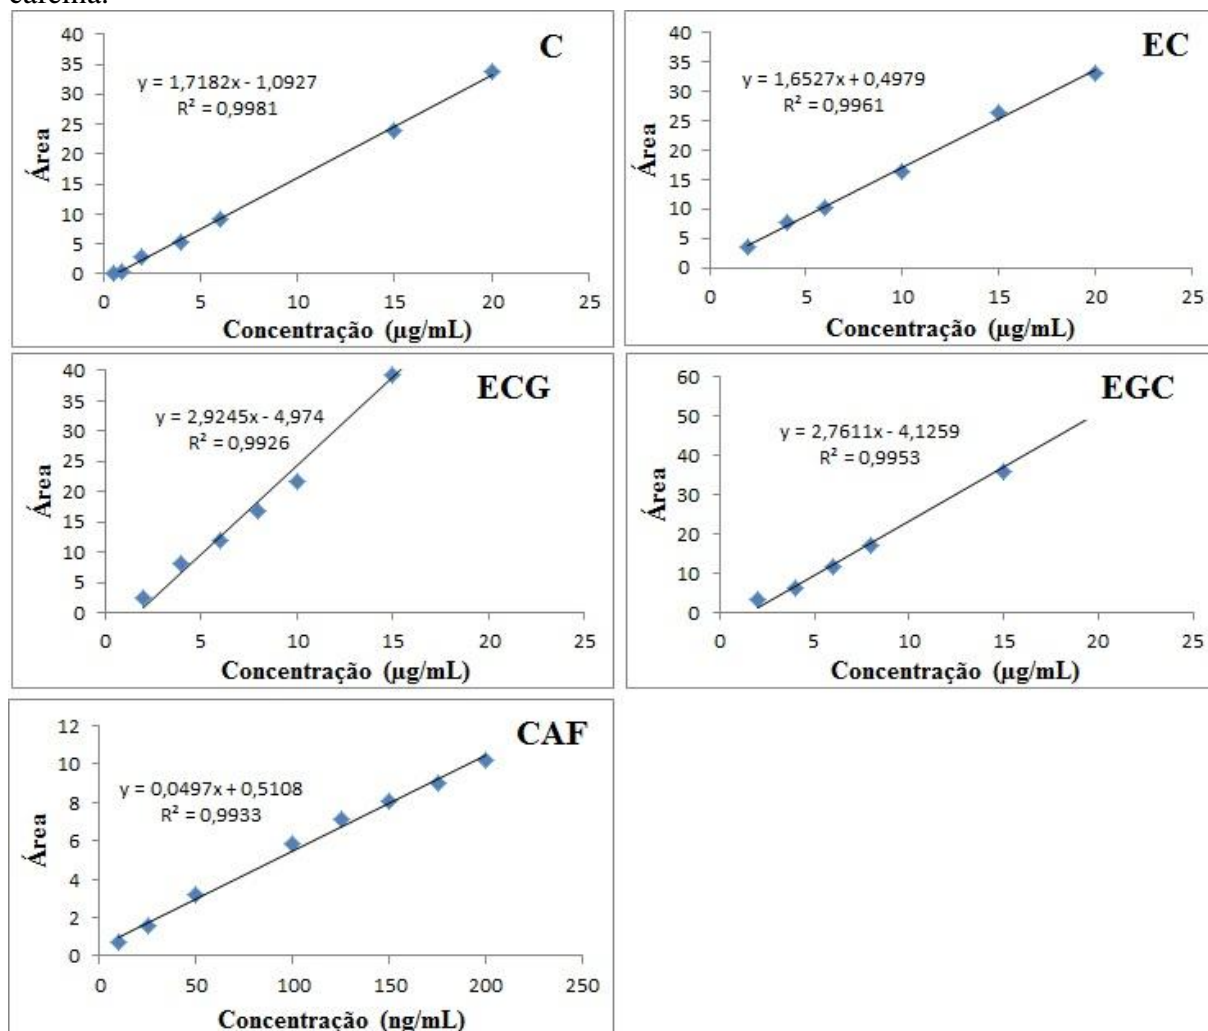 cafeína.
C
40
35
30
25
20
15
10
5
0
Área
y = 1,7182x - 1,0927
R² = 0,9981
0 5 10 15 20 25
Concentração (µg/mL)
EC
40
35
30
25
20
15
10
5
0
Área
y = 1,6527x + 0,4979
R² = 0,9961
0 5 10 15 20 25
Concentração (µg/mL)
ECG
40
35
30
25
20
15
10
5
0
Área
y = 2,9245x - 4,974
R² = 0,9926
0 5 10 15 20 25
Concentração (µg/mL)
EGC
60
50
40
30
20
10
0
Área
y = 2,7611x - 4,1259
R² = 0,9953
0 5 10 15 20 25
Concentração (µg/mL)
CAF
12
10
8
6
4
2
0
Área
y = 0,0497x + 0,5108
R² = 0,9933
0 50 100 150 200 250
Concentração (ng/mL)